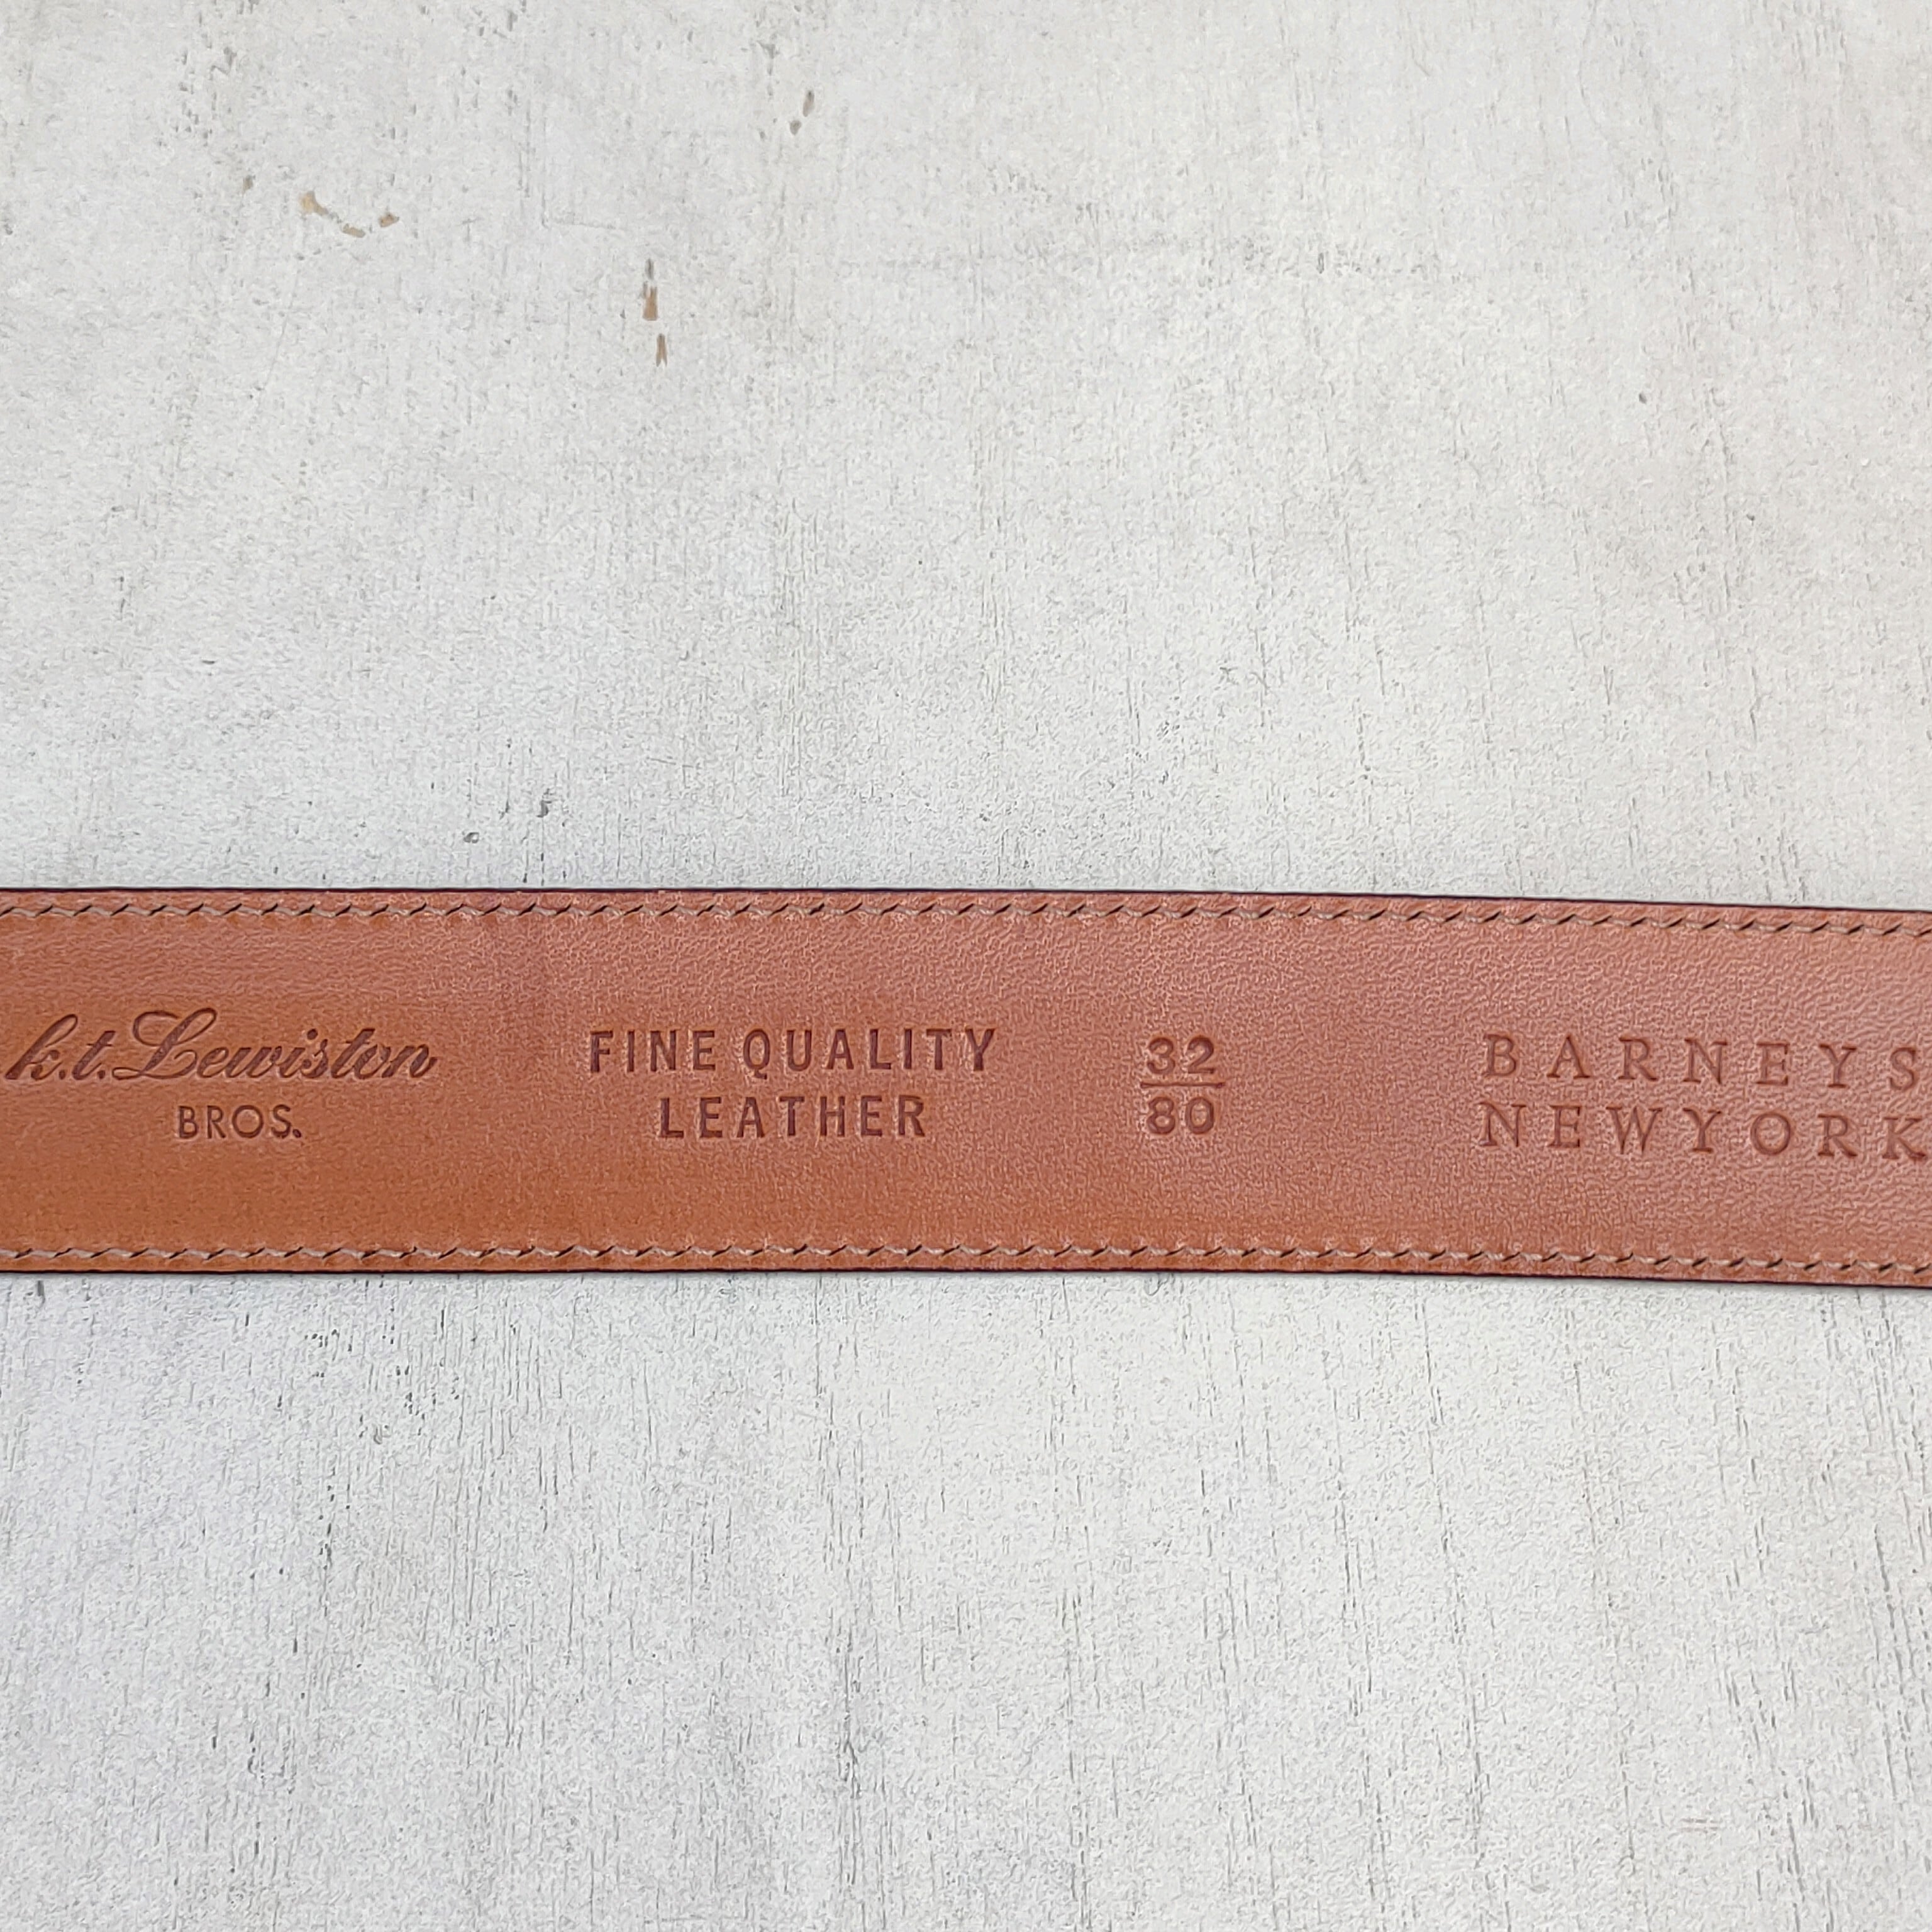 k.t. Lewiston
BROS.
FINE QUALITY
LEATHER
32
80
BARNEYS
NEWYORK